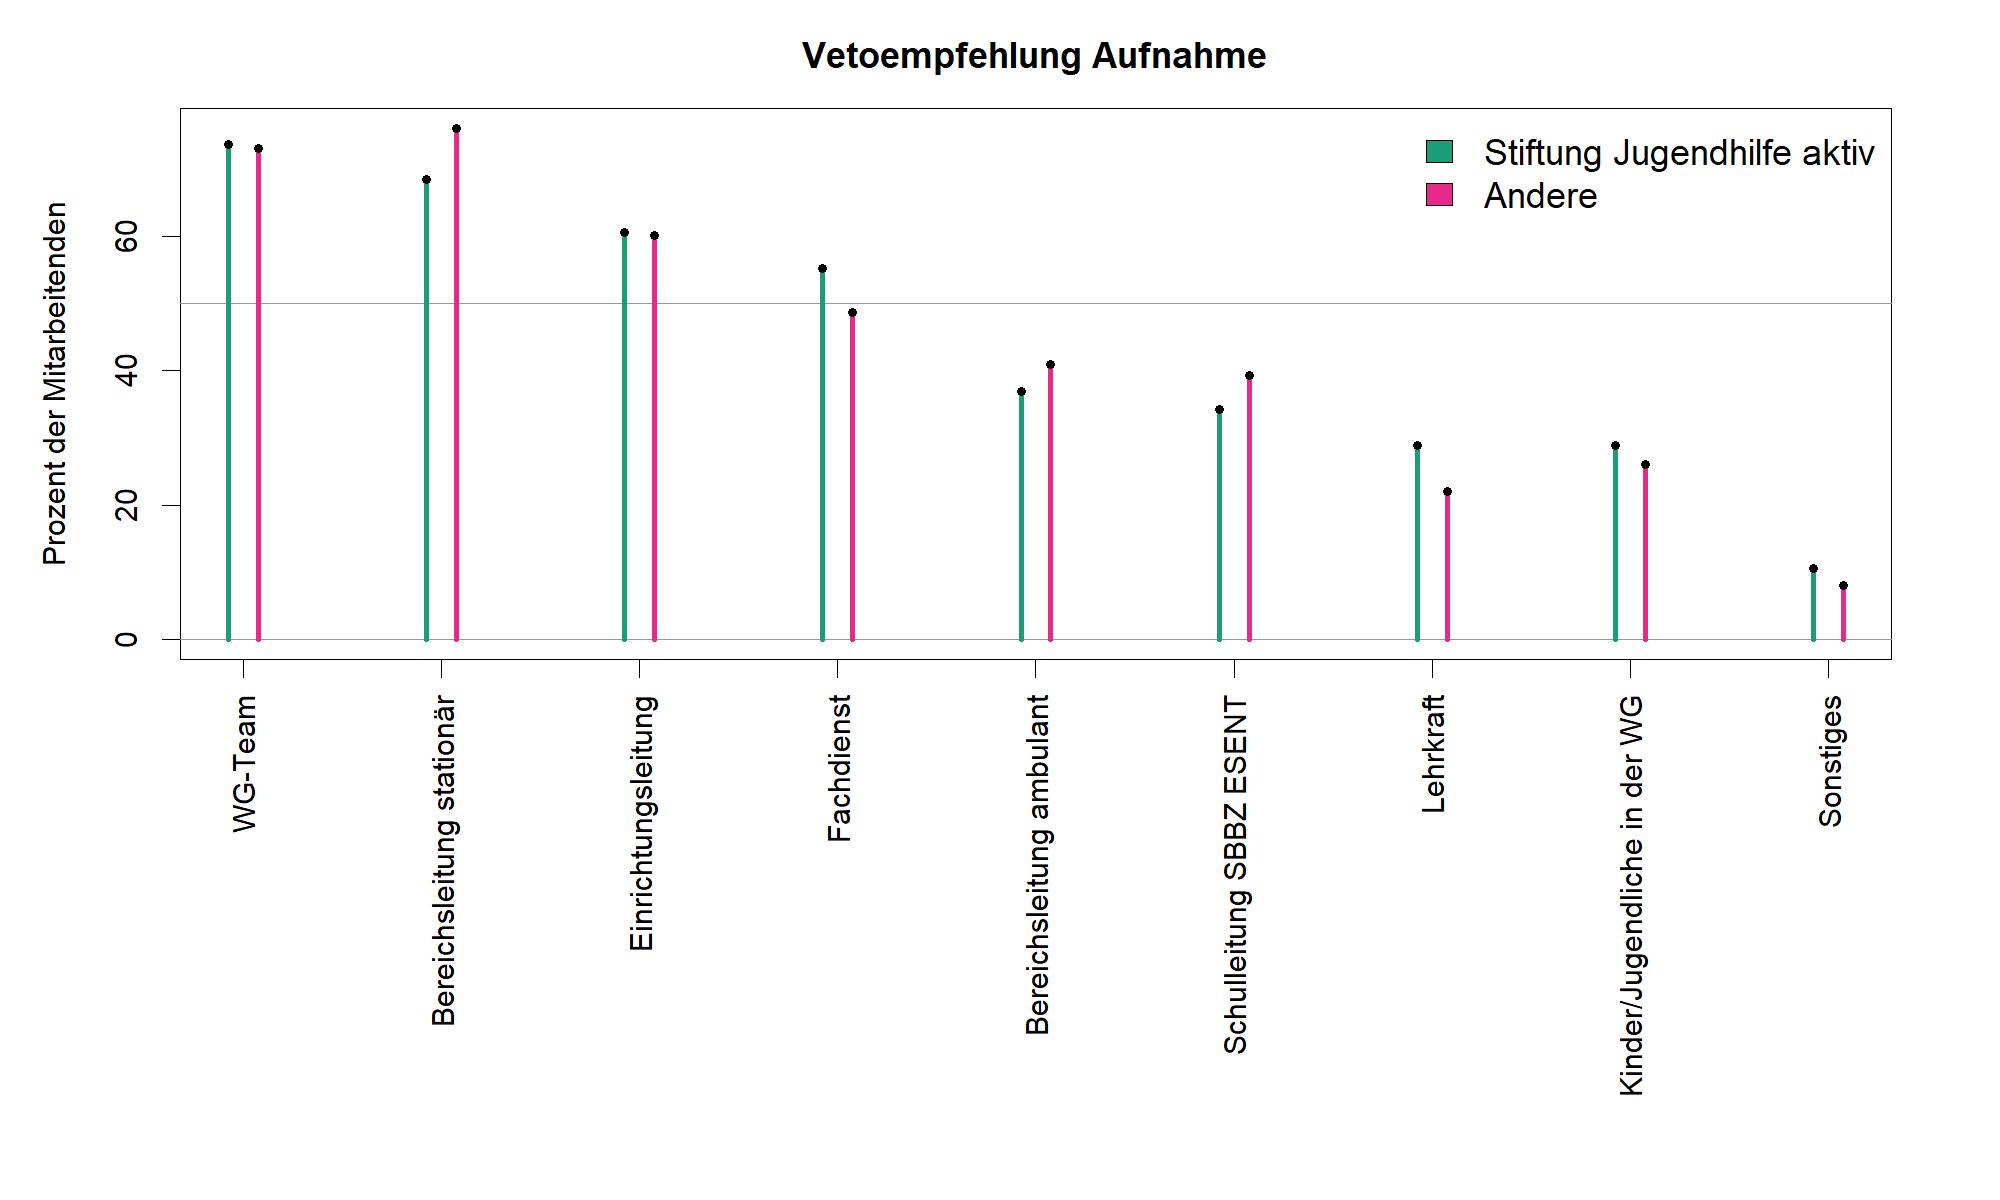 Vetoempfehlung Aufnahme
Stiftung Jugendhilfe aktiv
Andere
Prozent der Mitarbeitenden
60
40
20
0
WG-Team
Bereichsleitung stationär
Einrichtungsleitung
Fachdienst
Bereichsleitung ambulant
Schulleitung SBBZ ESENT
Lehrkraft
Kinder/Jugendliche in der WG
Sonstiges